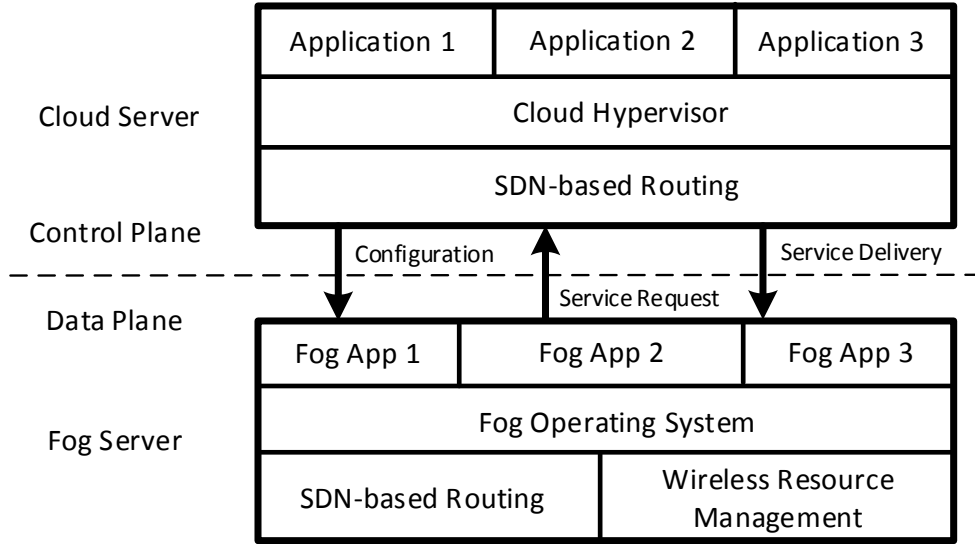 Application 1
Application 2
Application 3
Cloud Server
Cloud Hypervisor
SDN-based Routing
Control Plane
Configuration
Service Delivery
Data Plane
Service Request
Fog App 1
Fog App 2
Fog App 3
Fog Server
Fog Operating System
SDN-based Routing
Wireless Resource
Management